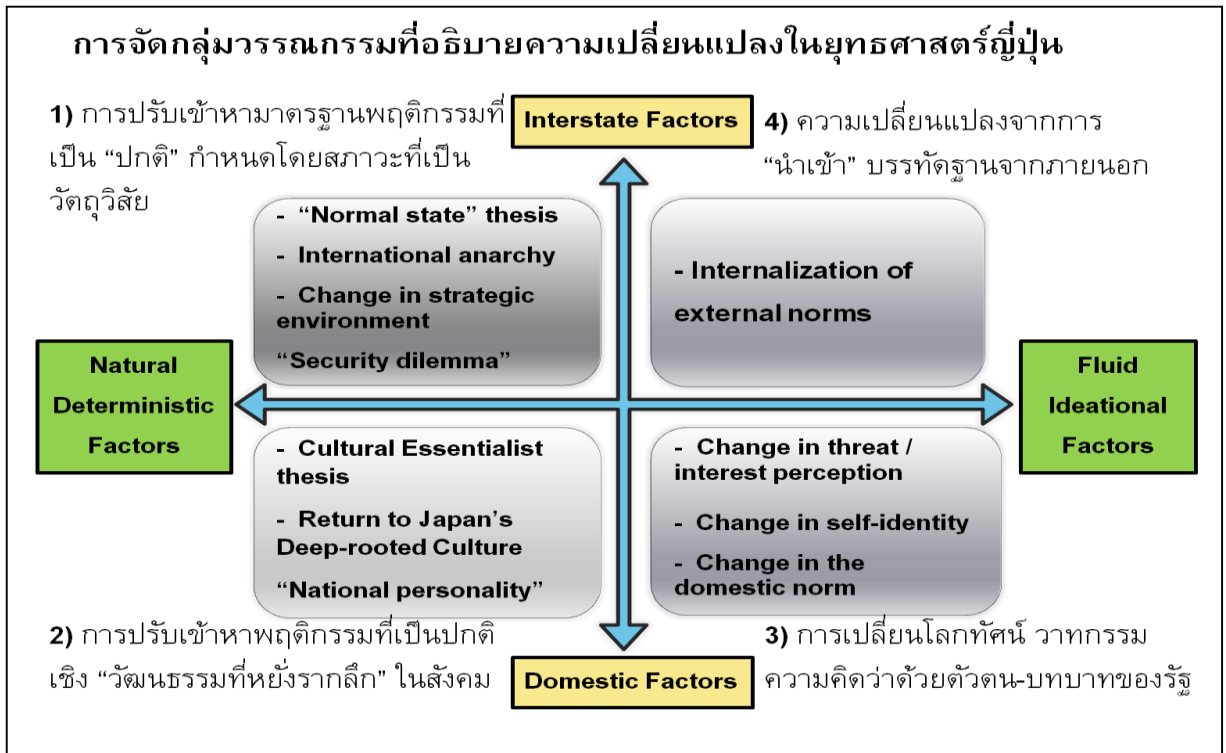 การจัดกลุ่มวรรณกรรมที่อธิบายความเปลี่ยนแปลงในยุทธศาสตร์ญี่ปุ่น
1) การปรับเข้าหามาตรฐานพฤติกรรมที่
เป็น “ปกติ” กำหนดโดยสภาวะที่เป็น
วัตถุวิสัย
Interstate Factors
4) ความเปลี่ยนแปลงจากการ
“นำเข้า” บรรทัดฐานจากภายนอก
- “Normal state” thesis
- International anarchy
- Change in strategic
environment
“Security dilemma”
- Internalization of
external norms
Natural
Deterministic
Factors
Fluid
Ideational
Factors
- Cultural Essentialist
thesis
- Return to Japan’s
Deep-rooted Culture
“National personality”
- Change in threat /
interest perception
- Change in self-identity
- Change in the
domestic norm
2) การปรับเข้าหาพฤติกรรมที่เป็นปกติ
เชิง “วัฒนธรรมที่หยั่งรากลึก” ในสังคม
Domestic Factors
3) การเปลี่ยนโลกทัศน์ วาทกรรม
ความคิดว่าด้วยตัวตน-บทบาทของรัฐ